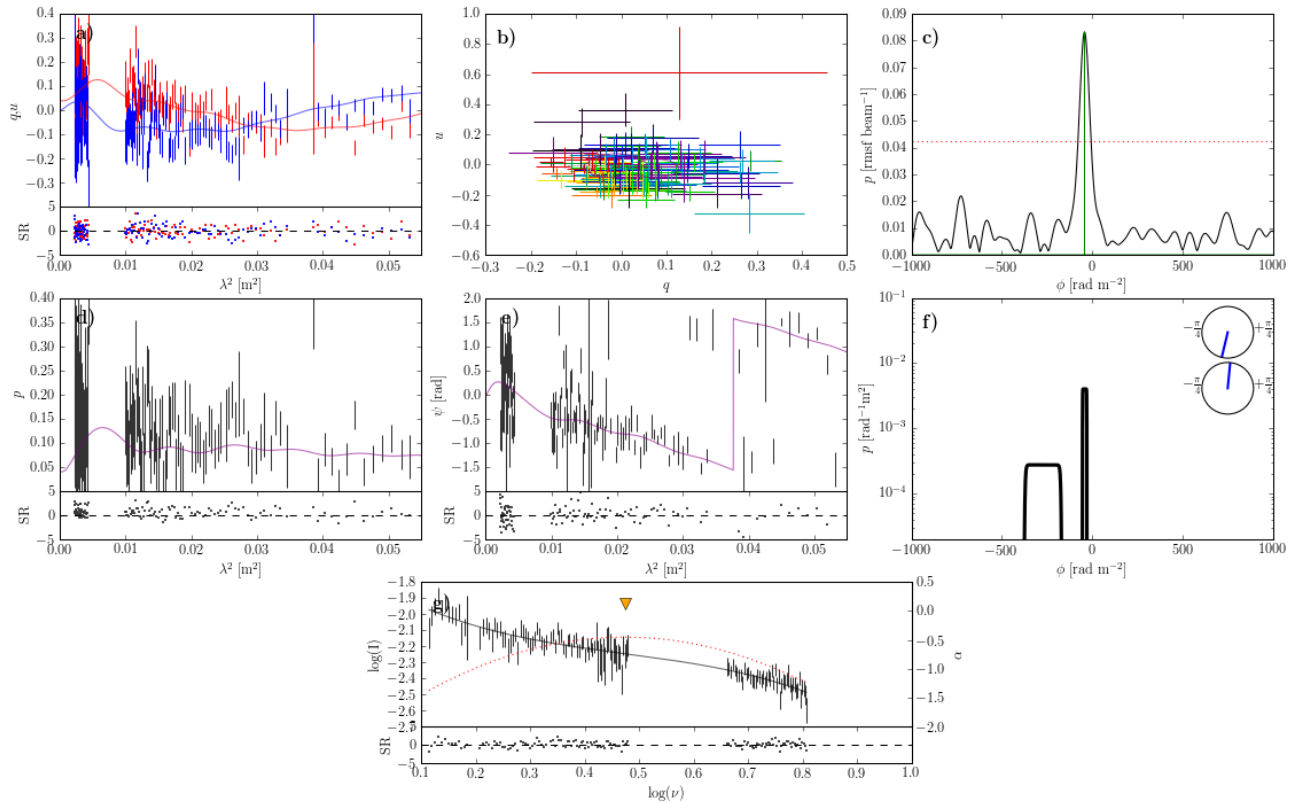 a)
q,u
0.4
0.3
0.2
0.1
0.0
−0.1
−0.2
−0.3
0.4
SR
5
0
−5
0.00 0.01 0.02 0.03 0.04 0.05
λ² [m²]
b)
u
1.0
0.8
0.6
0.4
0.2
0.0
−0.2
−0.4
−0.6
−0.3 −0.2 −0.1 0.0 0.1 0.2 0.3 0.4 0.5
q
c)
p [rmsf beam⁻¹]
0.09
0.08
0.07
0.06
0.05
0.04
0.03
0.02
0.01
0.00
−1000 −500 0 500 1000
ϕ [rad m⁻²]
d)
p
0.40
0.35
0.30
0.25
0.20
0.15
0.10
0.05
SR
5
0
−5
0.00 0.01 0.02 0.03 0.04 0.05
λ² [m²]
e)
ψ [rad]
2.0
1.5
1.0
0.5
0.0
−0.5
−1.0
−1.5
SR
5
0
−5
0.00 0.01 0.02 0.03 0.04 0.05
λ² [m²]
f)
p [rad⁻¹m²]
10⁻¹
10⁻²
10⁻³
10⁻⁴
−π/4 +π/4
−π/4 +π/4
−1000 −500 0 500 1000
ϕ [rad m⁻²]
g)
log(I)
−1.8
−1.9
−2.0
−2.1
−2.2
−2.3
−2.4
−2.5
−2.6
α
0.5
0.0
−0.5
−1.0
−1.5
−2.0
SR
0
−5
0.1 0.2 0.3 0.4 0.5 0.6 0.7 0.8 0.9 1.0
log(ν)